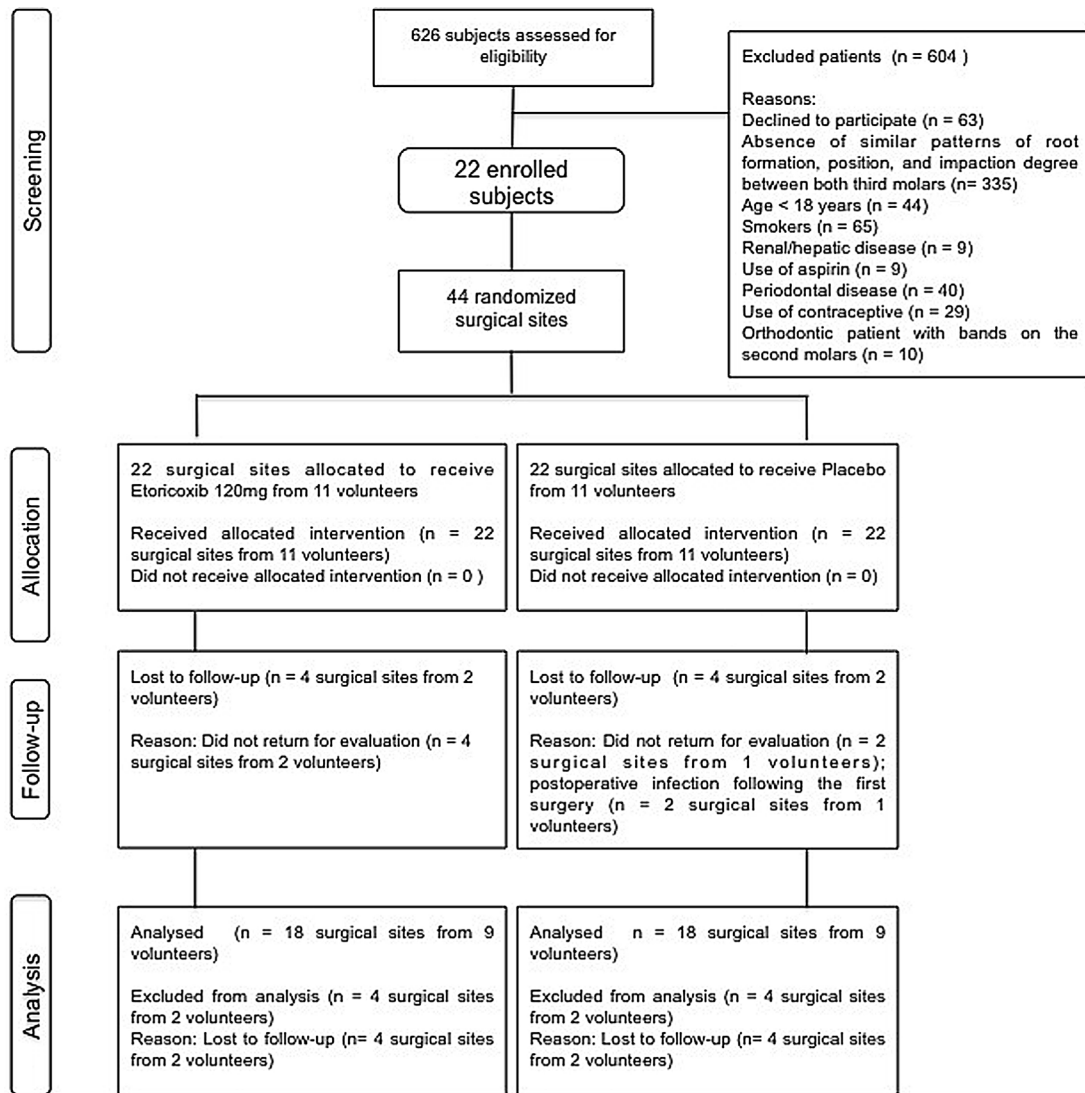 Screening
626 subjects assessed for
eligibility
Excluded patients (n = 604 )
Reasons:
Declined to participate (n = 63)
Absence of similar patterns of root
formation, position, and impaction degree
between both third molars (n= 335)
Age < 18 years (n = 44)
Smokers (n = 65)
Renal/hepatic disease (n = 9)
Use of aspirin (n = 9)
Periodontal disease (n = 40)
Use of contraceptive (n = 29)
Orthodontic patient with bands on the
second molars (n = 10)
22 enrolled
subjects
44 randomized
surgical sites
Allocation
22 surgical sites allocated to receive
Etoricoxib 120mg from 11 volunteers
Received allocated intervention (n = 22
surgical sites from 11 volunteers)
Did not receive allocated intervention (n = 0 )
22 surgical sites allocated to receive Placebo
from 11 volunteers
Received allocated intervention (n = 22
surgical sites from 11 volunteers)
Did not receive allocated intervention (n = 0)
Follow-up
Lost to follow-up (n = 4 surgical sites from 2
volunteers)
Reason: Did not return for evaluation (n = 4
surgical sites from 2 volunteers)
Lost to follow-up (n = 4 surgical sites from 2
volunteers)
Reason: Did not return for evaluation (n = 2
surgical sites from 1 volunteers);
postoperative infection following the first
surgery (n = 2 surgical sites from 1
volunteers)
Analysis
Analysed (n = 18 surgical sites from 9
volunteers)
Excluded from analysis (n = 4 surgical sites
from 2 volunteers)
Reason: Lost to follow-up (n= 4 surgical sites
from 2 volunteers)
Analysed n = 18 surgical sites from 9
volunteers)
Excluded from analysis (n = 4 surgical sites
from 2 volunteers)
Reason: Lost to follow-up (n= 4 surgical sites
from 2 volunteers)